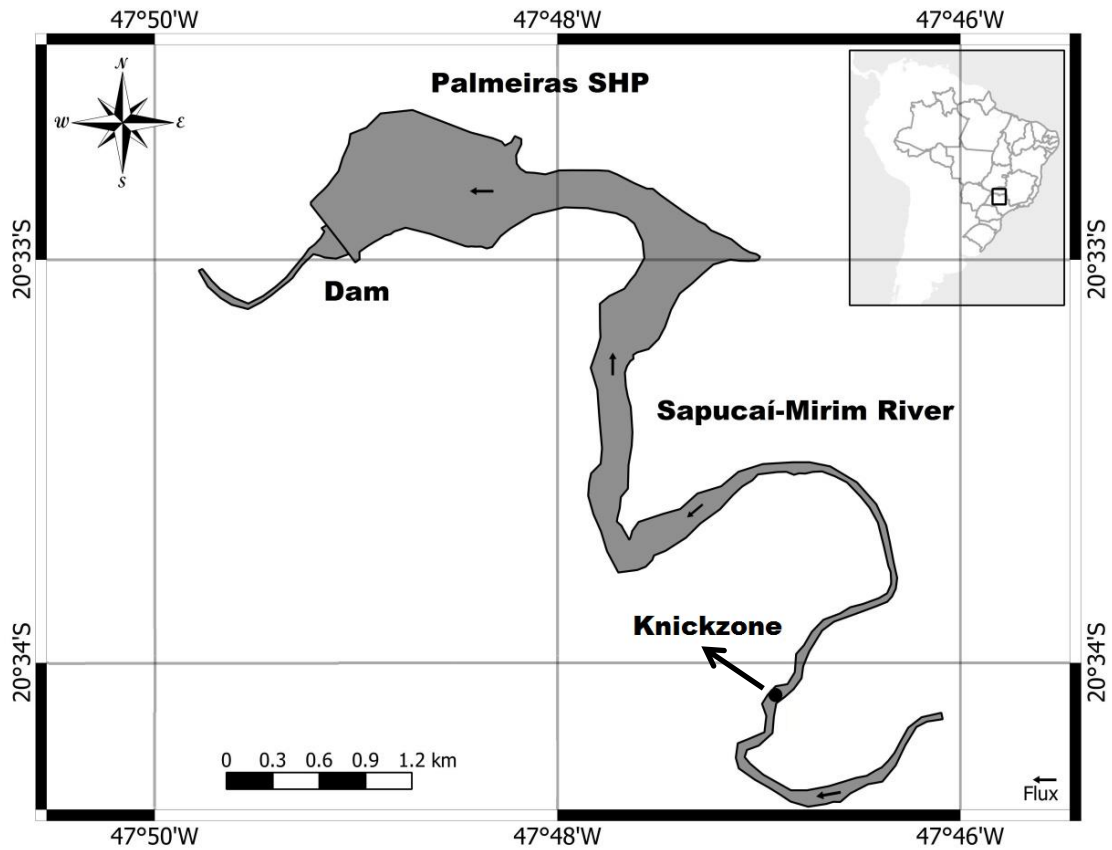 47°50'W 47°48'W 47°46'W
Palmeiras SHP
N
W E
S
20°33'S 20°33'S
Dam
Sapucaí-Mirim River
Knickzone
20°34'S 20°34'S
0 0.3 0.6 0.9 1.2 km
Flux
47°50'W 47°48'W 47°46'W